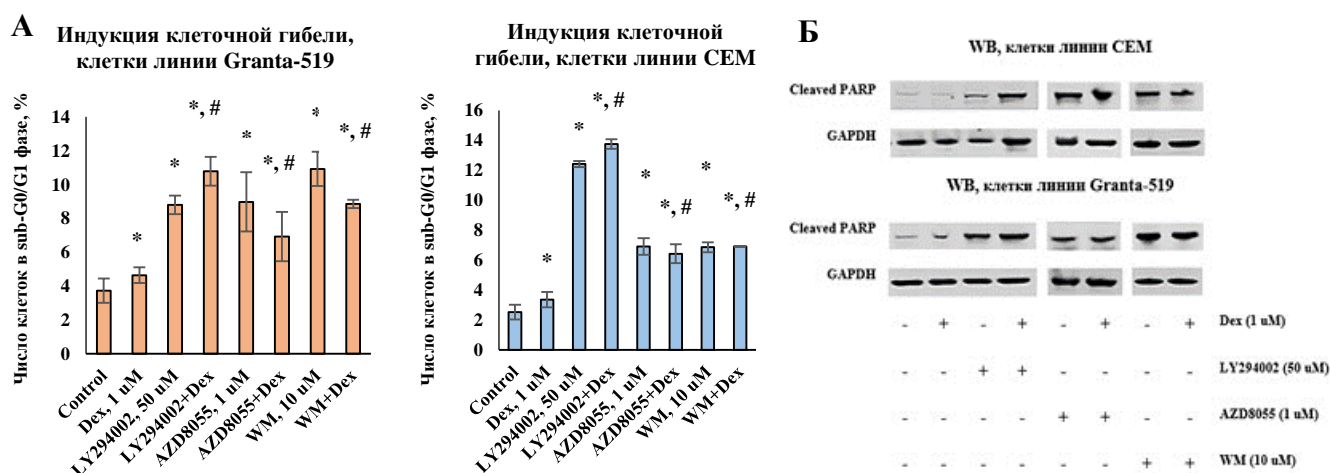 А
Индукция клеточной гибели,
клетки линии Granta-519
Число клеток в sub-G0/G1 фазе, %
14
12
10
8
6
4
2
0
*
*
*, #
*
*, #
*
*, #
Control
Dex, 1 uM
LY294002, 50 uM
LY294002+Dex
AZD8055, 1 uM
AZD8055+Dex
WM, 10 uM
WM+Dex
Индукция клеточной
гибели, клетки линии CEM
Число клеток в sub-G0/G1 фазе, %
16
14
12
10
8
6
4
2
0
*
*
*, #
*
*, #
*
*, #
Control
Dex, 1 uM
LY294002, 50 uM
LY294002+Dex
AZD8055, 1 uM
AZD8055+Dex
WM, 10 uM
WM+Dex
Б
WB, клетки линии CEM
Cleaved PARP
GAPDH
WB, клетки линии Granta-519
Cleaved PARP
GAPDH
- + - + - + - + Dex (1 uM)
- - + + - - - - LY294002 (50 uM)
- - - - + + - - AZD8055 (1 uM)
- - - - - - + + WM (10 uM)